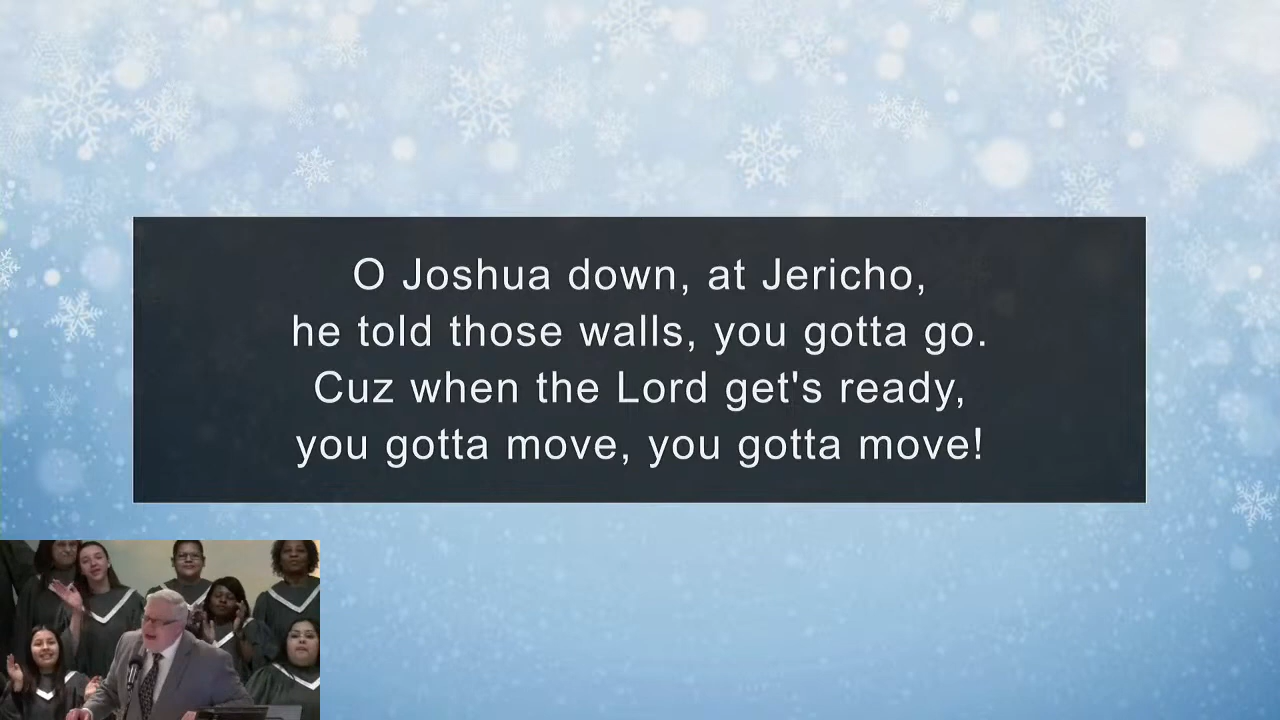 O Joshua down, at Jericho,
he told those walls, you gotta go.
Cuz when the Lord get's ready,
you gotta move, you gotta move!